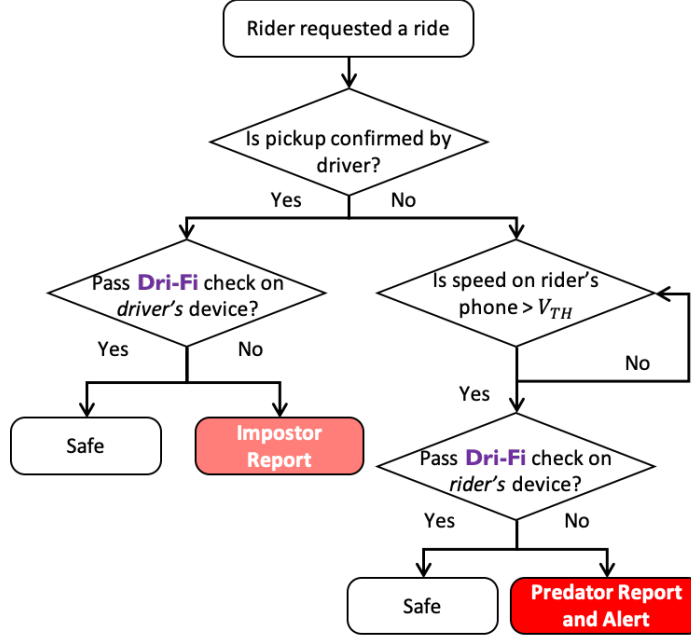 Rider requested a ride
Is pickup confirmed by
driver?
Yes
No
Pass Dri-Fi check on
driver's device?
Is speed on rider's
phone > V_TH
Yes
No
No
Yes
Safe
Impostor
Report
Pass Dri-Fi check on
rider's device?
Yes
No
Safe
Predator Report
and Alert